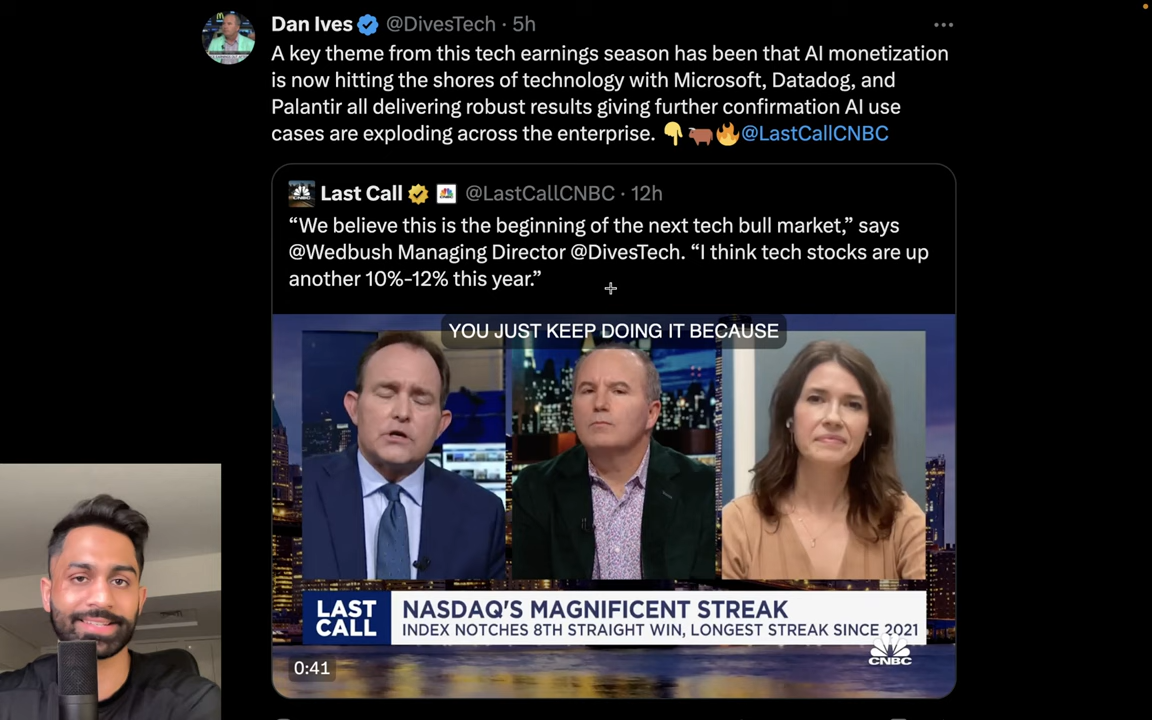 Dan Ives @DivesTech · 5h
A key theme from this tech earnings season has been that AI monetization
is now hitting the shores of technology with Microsoft, Datadog, and
Palantir all delivering robust results giving further confirmation AI use
cases are exploding across the enterprise. 👇🐂🔥@LastCallCNBC
Last Call @LastCallCNBC · 12h
“We believe this is the beginning of the next tech bull market,” says
@Wedbush Managing Director @DivesTech. “I think tech stocks are up
another 10%-12% this year.”
YOU JUST KEEP DOING IT BECAUSE
LAST CALL
NASDAQ'S MAGNIFICENT STREAK
INDEX NOTCHES 8TH STRAIGHT WIN, LONGEST STREAK SINCE 2021
CNBC
0:41